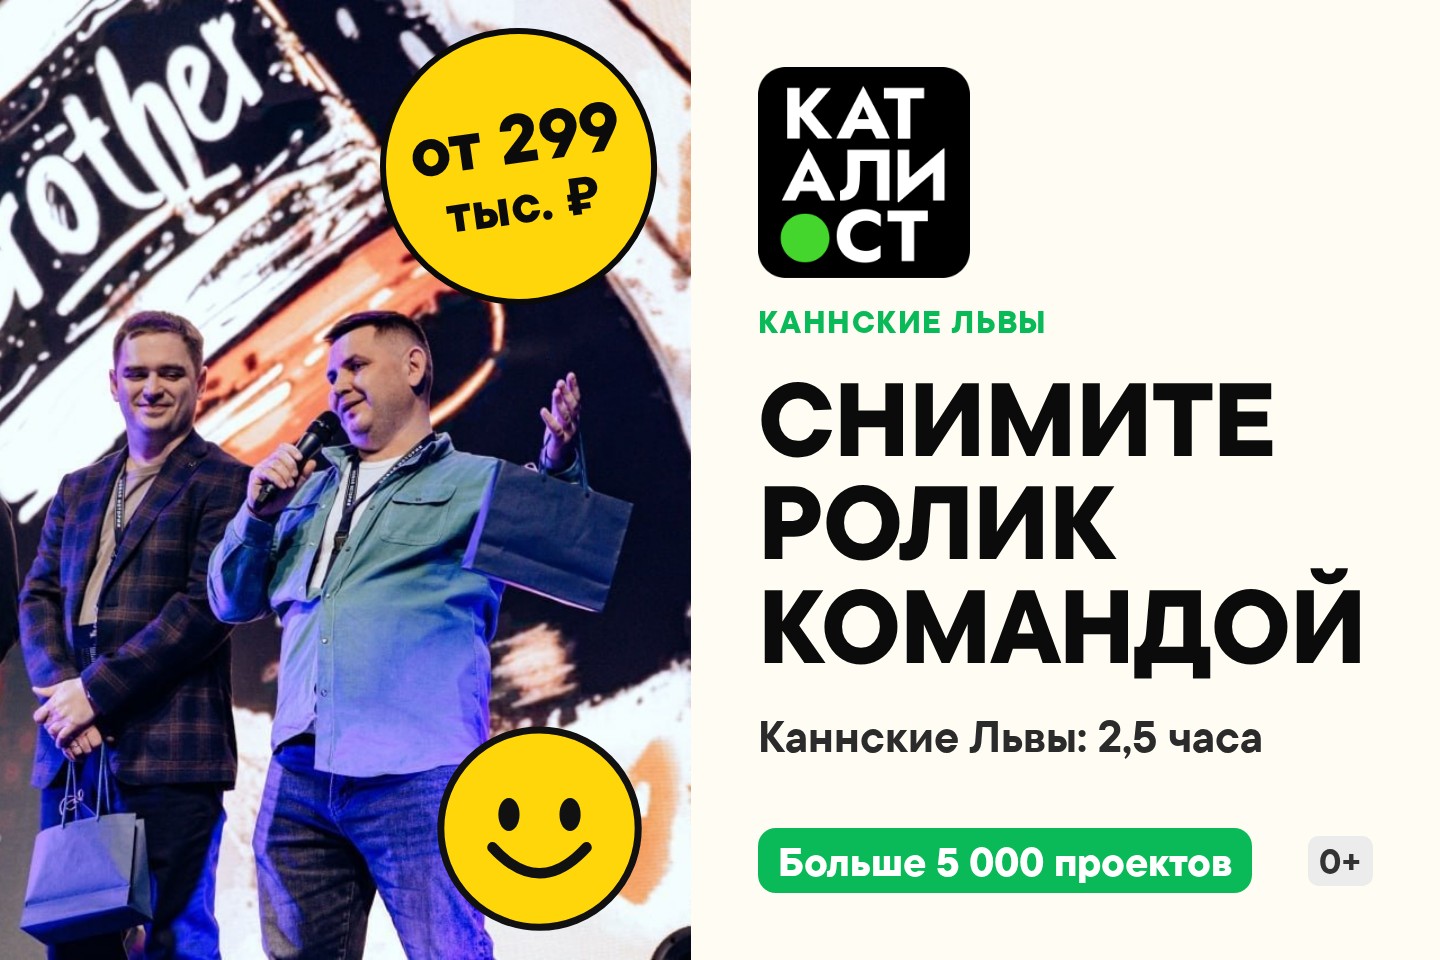 rother
от 299
тыс. ₽
КАТ
АЛИ
СТ
КАННСКИЕ ЛЬВЫ
СНИМИТЕ
РОЛИК
КОМАНДОЙ
Каннские Львы: 2,5 часа
Больше 5 000 проектов
0+